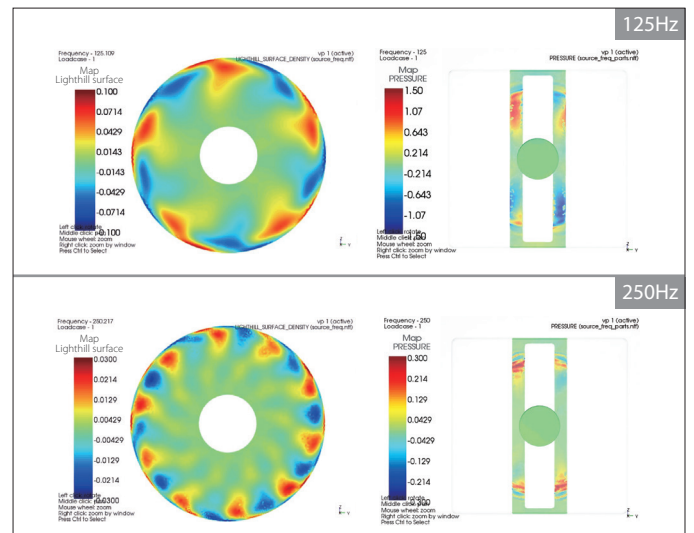 125Hz
Frequency - 125.109
Loadcase - 1
vp 1 (active)
LIGHTHILL_SURFACE_DENSITY (source_freq.nff)
Map
Lighthill surface
0.100
0.0714
0.0429
0.0143
-0.0143
-0.0429
-0.0714
-0.100
Middle click:
Mouse wheel: zoom
Right click: zoom by window
Press Ctrl to Select
Z
Y
Frequency - 125
Loadcase - 1
vp 1 (active)
PRESSURE (source_freq_parts.nff)
Map
PRESSURE
1.50
1.07
0.643
0.214
-0.214
-0.643
-1.07
Mouse wheel: zoom
Right click: zoom by window
Press Ctrl to Select
Z
Y
250Hz
Frequency - 250.217
Loadcase - 1
vp 1 (active)
LIGHTHILL_SURFACE_DENSITY (source_freq.nff)
Map
Lighthill surface
0.0300
0.0214
0.0129
0.00429
-0.00429
-0.0129
-0.0214
-0.0300
Mouse wheel: zoom
Right click: zoom by window
Press Ctrl to Select
Z
Y
Frequency - 250
Loadcase - 1
vp 1 (active)
PRESSURE (source_freq_parts.nff)
Map
PRESSURE
0.300
0.214
0.129
0.0429
-0.0429
-0.129
-0.214
Mouse wheel: zoom
Right click: zoom by window
Press Ctrl to Select
Z
Y